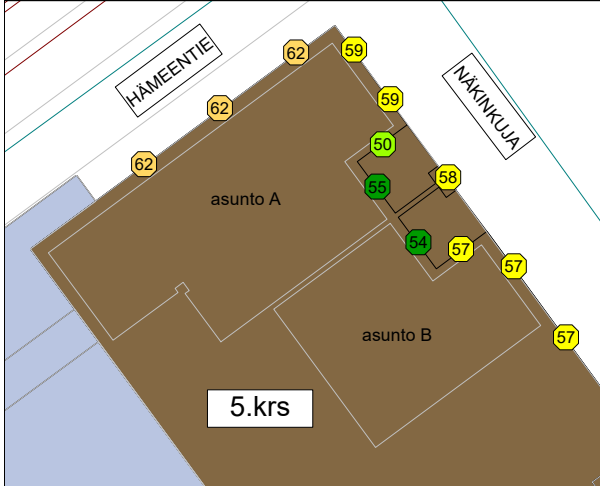 HÄMEENTIE
62
59
NÄKINKUJA
62
59
50
62
58
55
asunto A
54
57
57
asunto B
57
5.krs